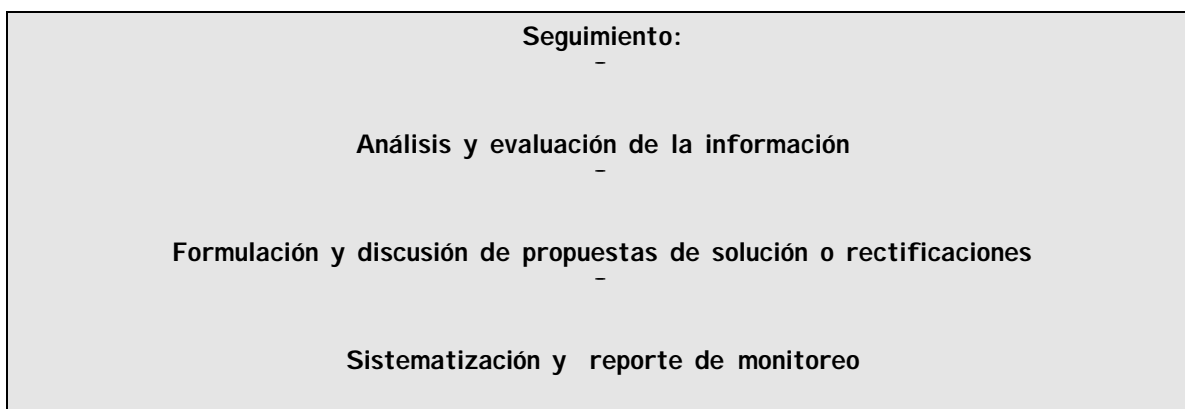 Seguimiento:
–
Análisis y evaluación de la información
–
Formulación y discusión de propuestas de solución o rectificaciones
–
Sistematización y reporte de monitoreo